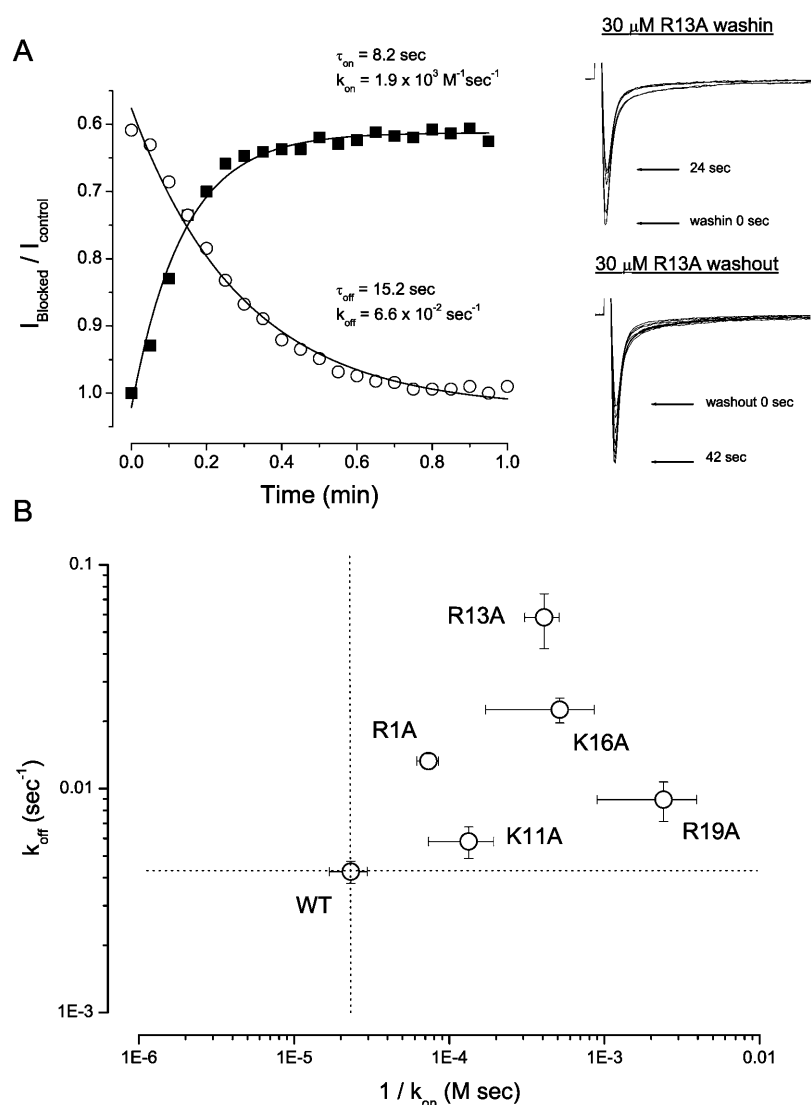 A
τon = 8.2 sec
kon = 1.9 x 10³ M⁻¹sec⁻¹
30 μM R13A washin
0.6
0.7
0.8
0.9
1.0
IBlocked / Icontrol
24 sec
washin 0 sec
τoff = 15.2 sec
koff = 6.6 x 10⁻² sec⁻¹
30 μM R13A washout
washout 0 sec
42 sec
0.0 0.2 0.4 0.6 0.8 1.0
Time (min)
B
0.1
0.01
1E-3
koff (sec⁻¹)
R13A
K16A
R1A
R19A
K11A
WT
1E-6 1E-5 1E-4 1E-3 0.01
1 / kon (M sec)